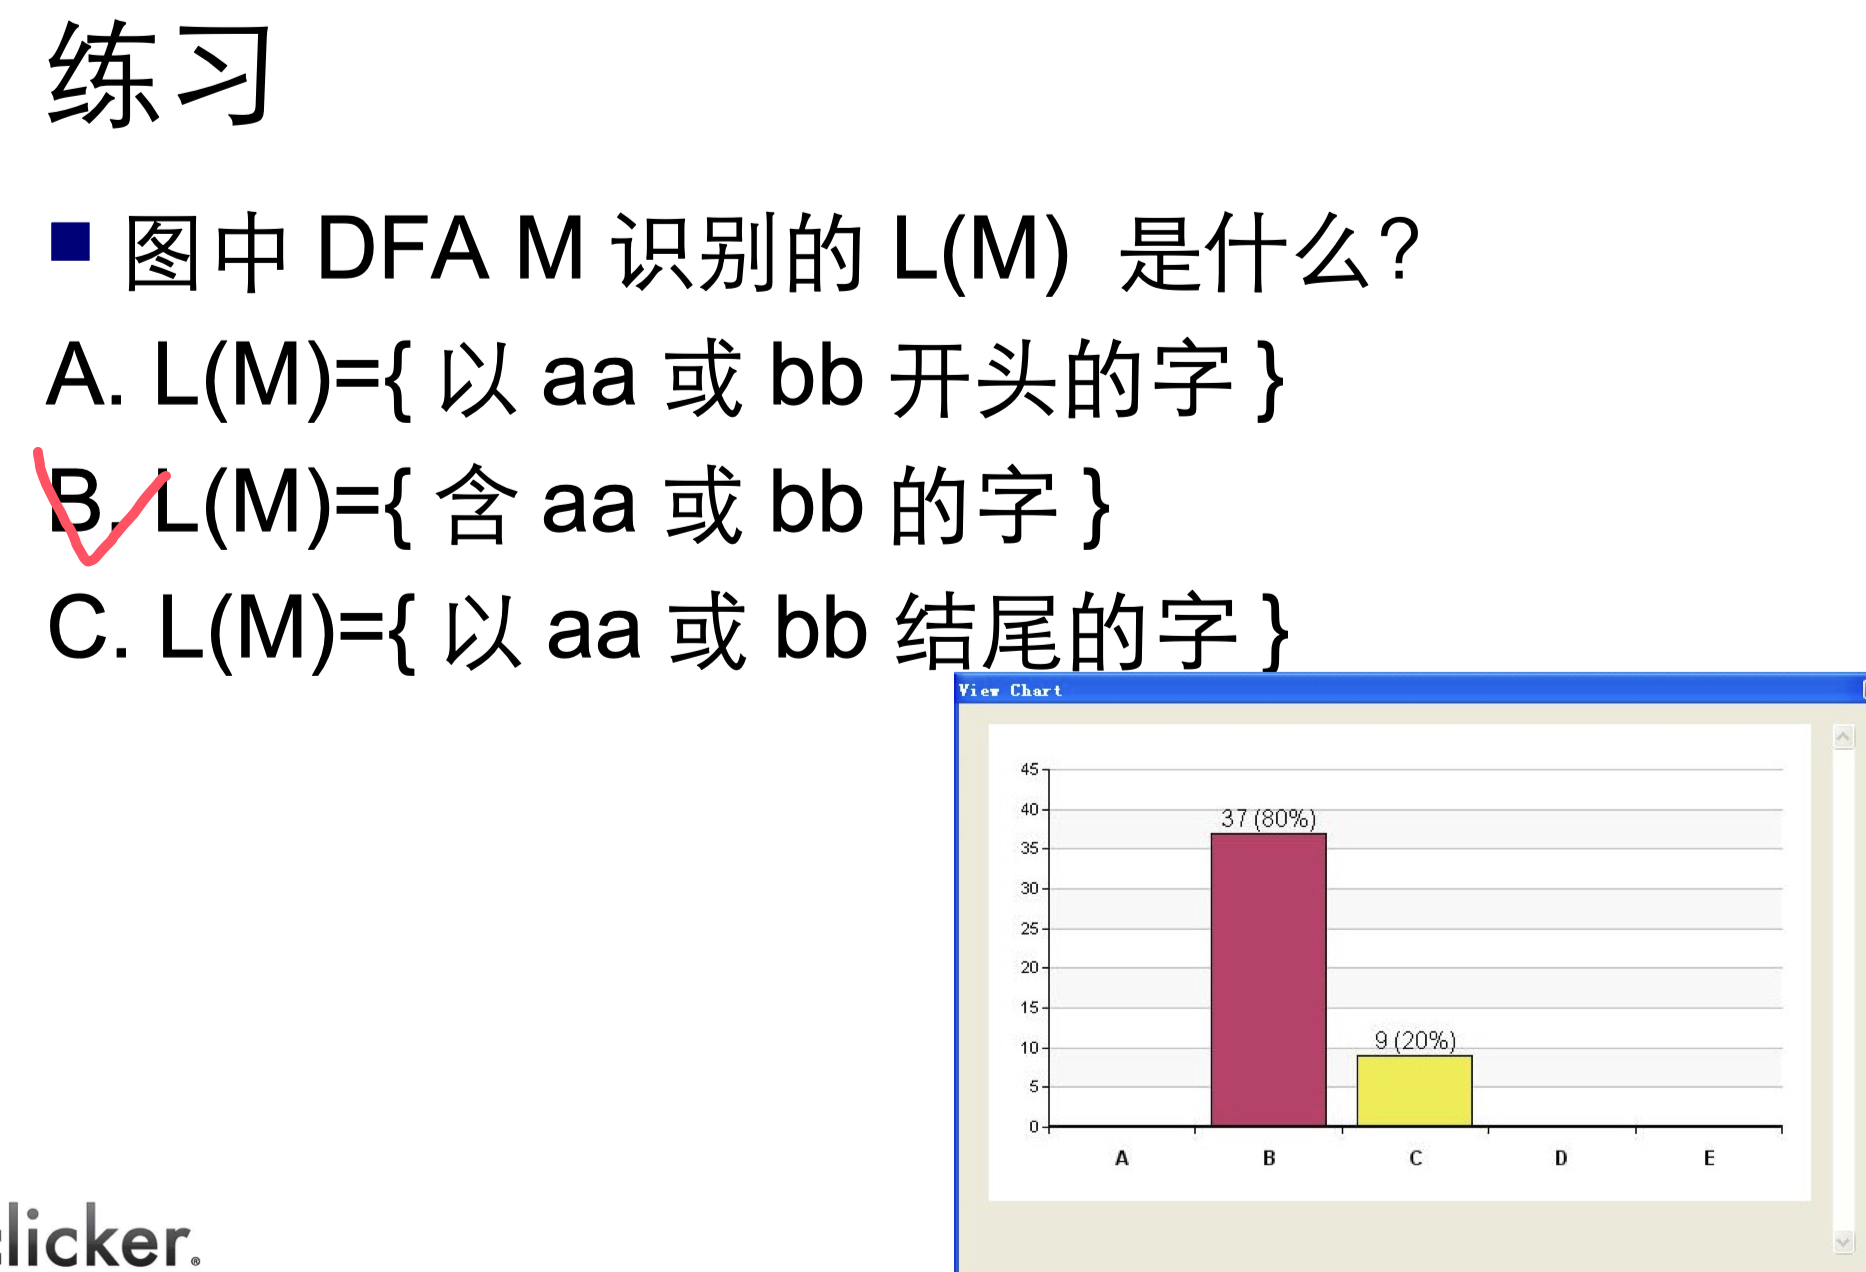 练习
图中 DFA M 识别的 L(M) 是什么?
A. L(M)={ 以 aa 或 bb 开头的字 }
B. L(M)={ 含 aa 或 bb 的字 }
C. L(M)={ 以 aa 或 bb 结尾的字 }
View Chart
45
40
37 (80%)
35
30
25
20
15
10
9 (20%)
5
0
A B C D E
licker®